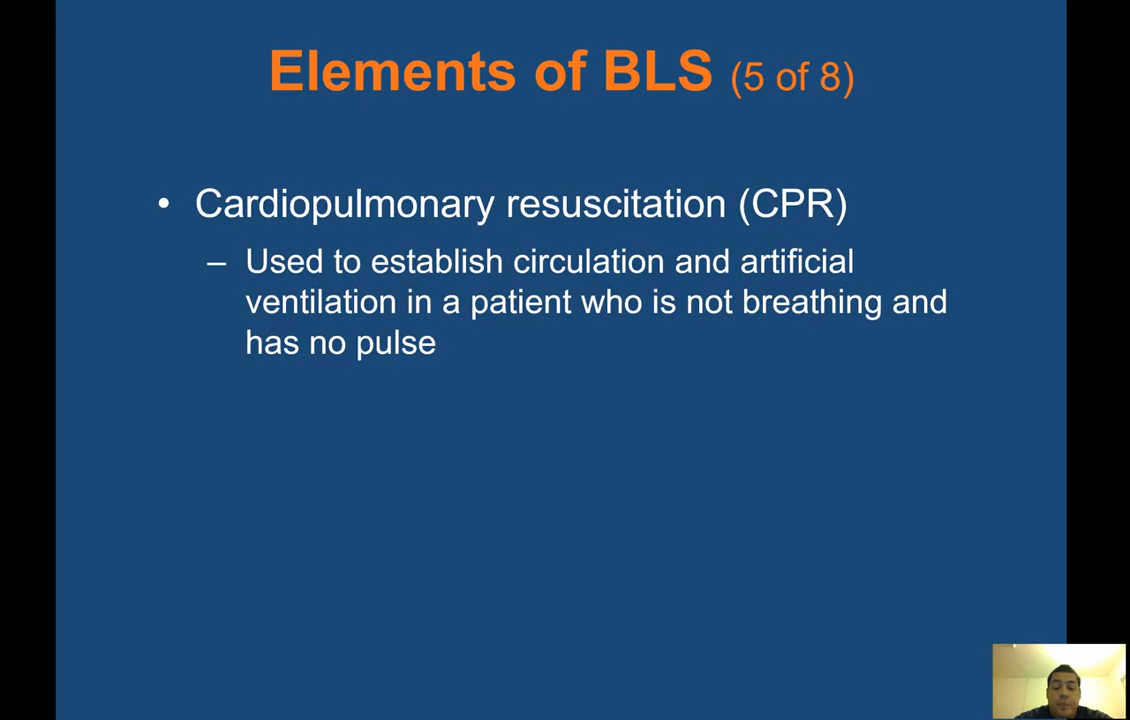 Elements of BLS (5 of 8)
• Cardiopulmonary resuscitation (CPR)
– Used to establish circulation and artificial
ventilation in a patient who is not breathing and
has no pulse